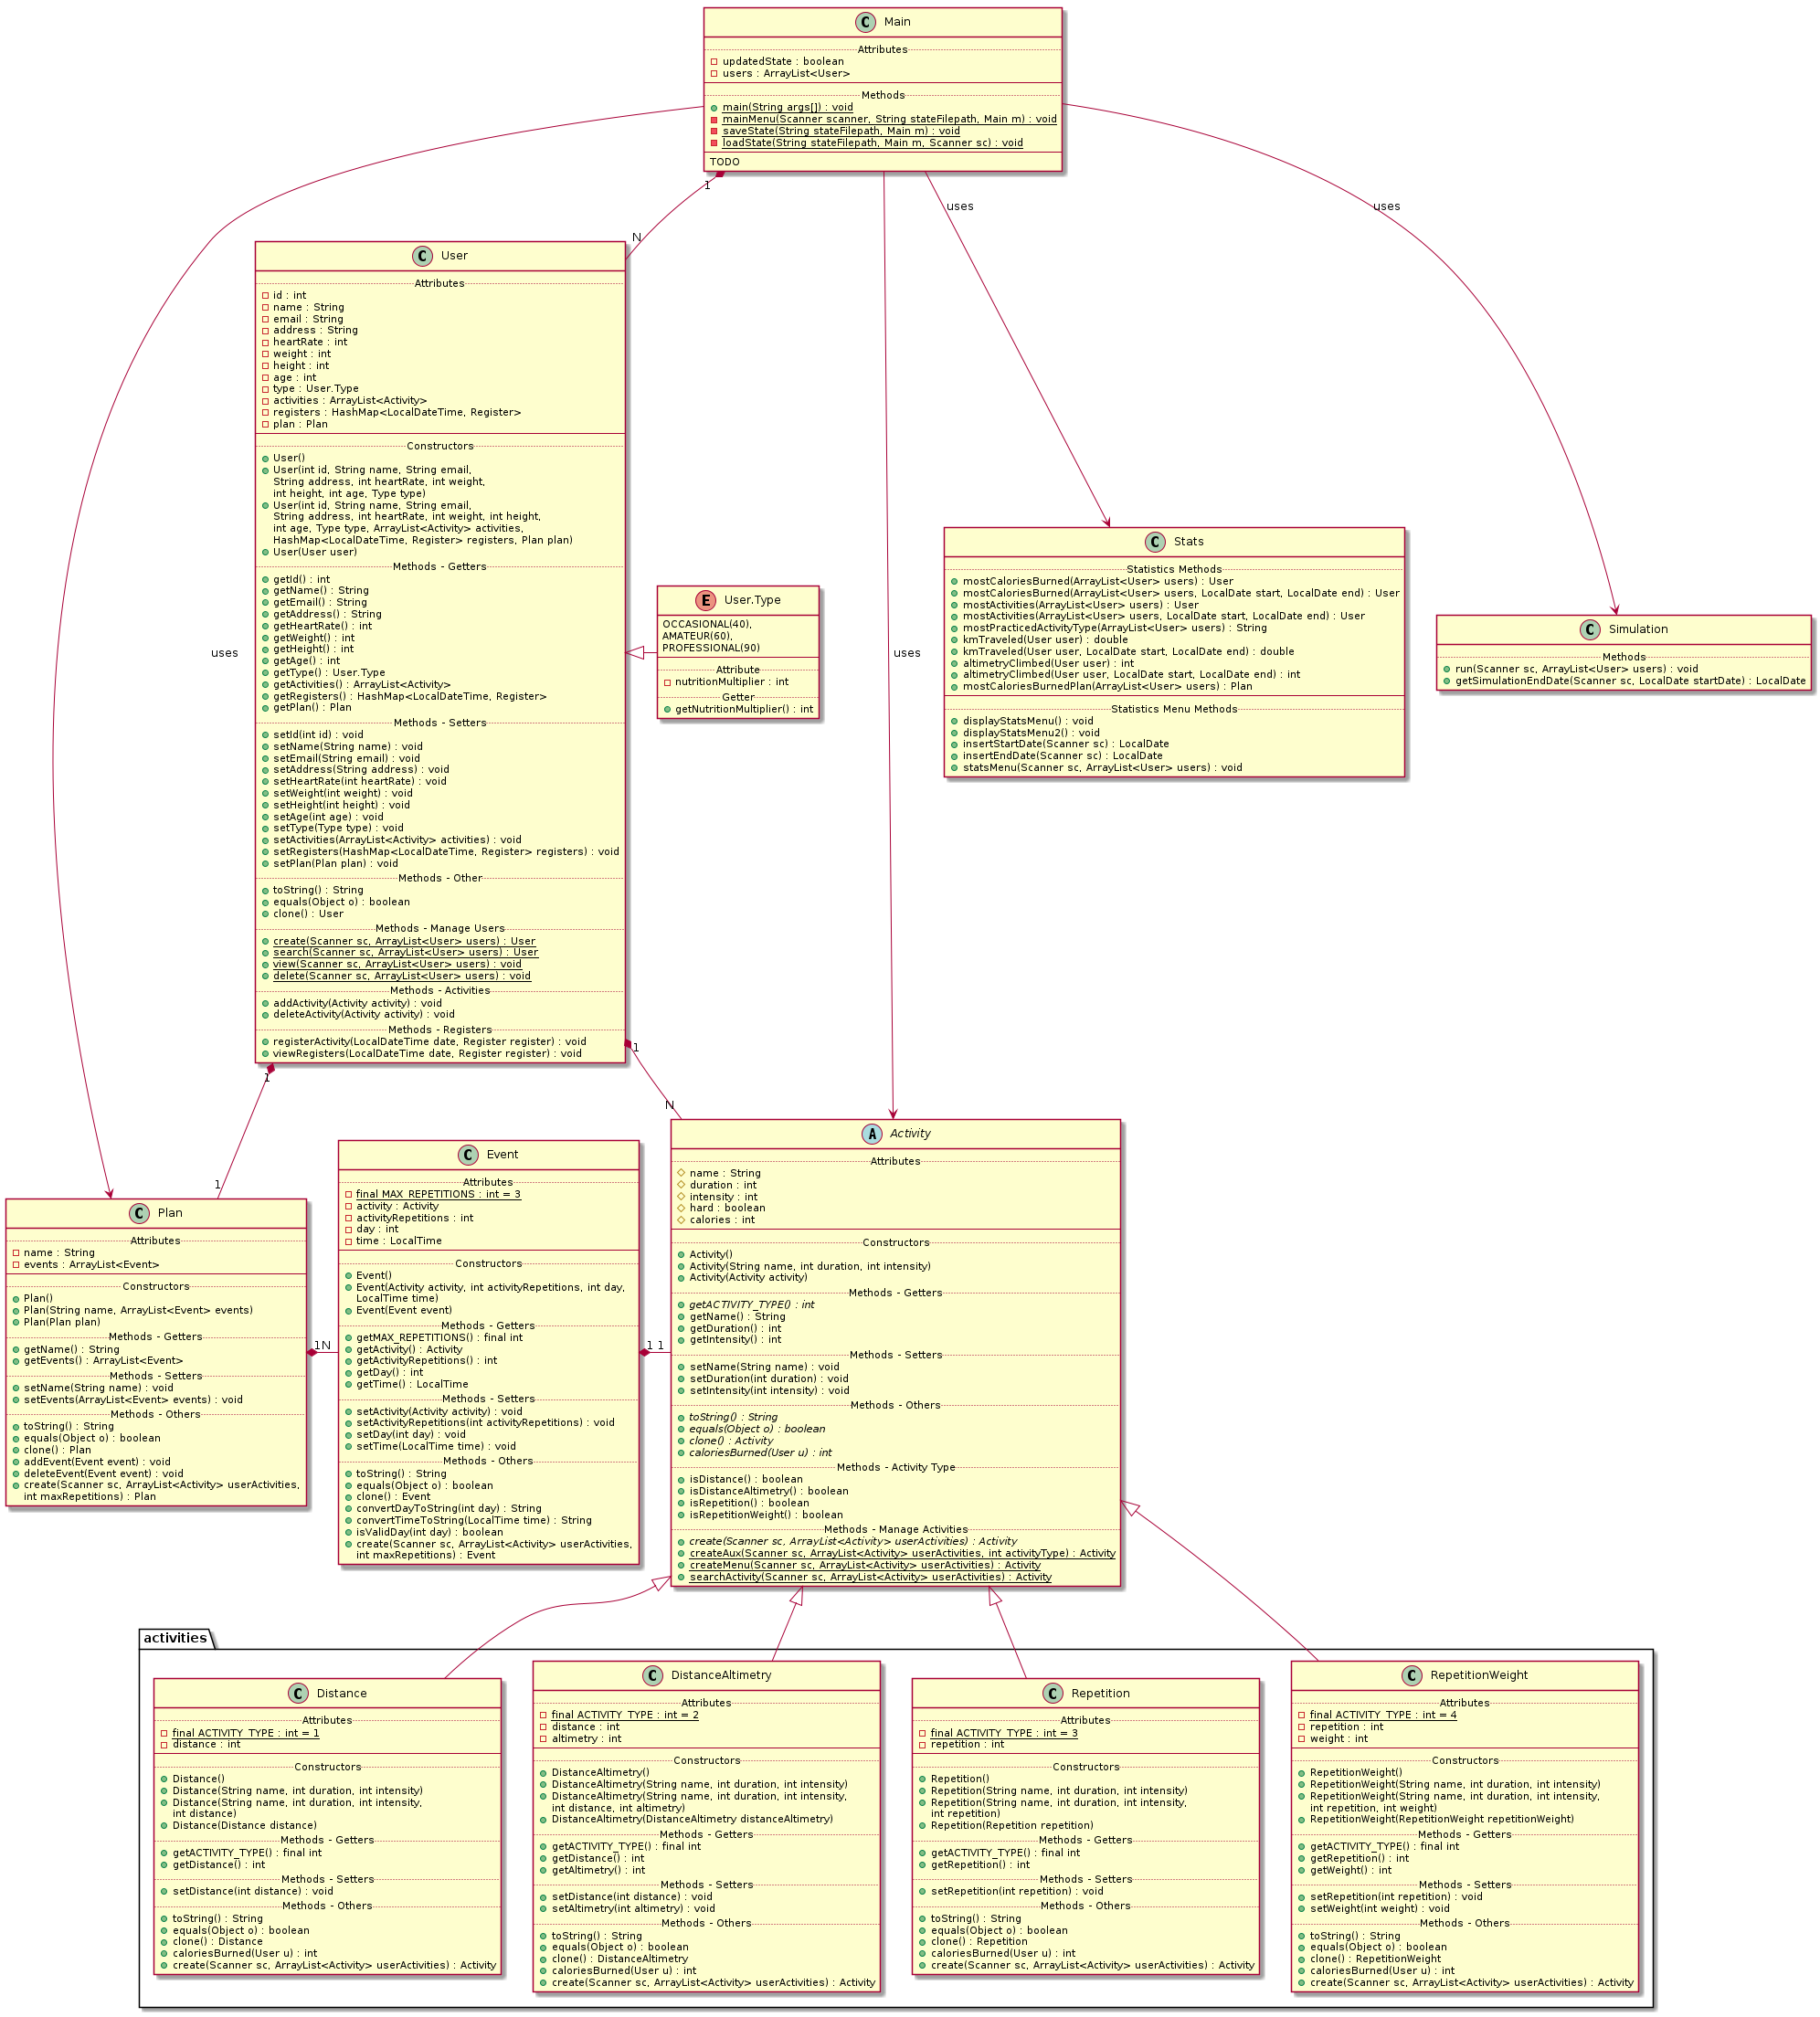 Main
Attributes
updatedState : boolean
users : ArrayList<User>
Methods
main(String args[]) : void
mainMenu(Scanner scanner, String stateFilepath, Main m) : void
saveState(String stateFilepath, Main m) : void
loadState(String stateFilepath, Main m, Scanner sc) : void
TODO
1
N
uses
uses
uses
uses
User
Attributes
id : int
name : String
email : String
address : String
heartRate : int
weight : int
height : int
age : int
type : User.Type
activities : ArrayList<Activity>
registers : HashMap<LocalDateTime, Register>
plan : Plan
Constructors
User()
User(int id, String name, String email,
String address, int heartRate, int weight,
int height, int age, Type type)
User(int id, String name, String email,
String address, int heartRate, int weight, int height,
int age, Type type, ArrayList<Activity> activities,
HashMap<LocalDateTime, Register> registers, Plan plan)
User(User user)
Methods - Getters
getId() : int
getName() : String
getEmail() : String
getAddress() : String
getHeartRate() : int
getWeight() : int
getHeight() : int
getAge() : int
getType() : User.Type
getActivities() : ArrayList<Activity>
getRegisters() : HashMap<LocalDateTime, Register>
getPlan() : Plan
Methods - Setters
setId(int id) : void
setName(String name) : void
setEmail(String email) : void
setAddress(String address) : void
setHeartRate(int heartRate) : void
setWeight(int weight) : void
setHeight(int height) : void
setAge(int age) : void
setType(Type type) : void
setActivities(ArrayList<Activity> activities) : void
setRegisters(HashMap<LocalDateTime, Register> registers) : void
setPlan(Plan plan) : void
Methods - Other
toString() : String
equals(Object o) : boolean
clone() : User
Methods - Manage Users
create(Scanner sc, ArrayList<User> users) : User
search(Scanner sc, ArrayList<User> users) : User
view(Scanner sc, ArrayList<User> users) : void
delete(Scanner sc, ArrayList<User> users) : void
Methods - Activities
addActivity(Activity activity) : void
deleteActivity(Activity activity) : void
Methods - Registers
registerActivity(LocalDateTime date, Register register) : void
viewRegisters(LocalDateTime date, Register register) : void
User.Type
OCCASIONAL(40),
AMATEUR(60),
PROFESSIONAL(90)
Attribute
nutritionMultiplier : int
Getter
getNutritionMultiplier() : int
Stats
Statistics Methods
mostCaloriesBurned(ArrayList<User> users) : User
mostCaloriesBurned(ArrayList<User> users, LocalDate start, LocalDate end) : User
mostActivities(ArrayList<User> users) : User
mostActivities(ArrayList<User> users, LocalDate start, LocalDate end) : User
mostPracticedActivityType(ArrayList<User> users) : String
kmTraveled(User user) : double
kmTraveled(User user, LocalDate start, LocalDate end) : double
altimetryClimbed(User user) : int
altimetryClimbed(User user, LocalDate start, LocalDate end) : int
mostCaloriesBurnedPlan(ArrayList<User> users) : Plan
Statistics Menu Methods
displayStatsMenu() : void
displayStatsMenu2() : void
insertStartDate(Scanner sc) : LocalDate
insertEndDate(Scanner sc) : LocalDate
statsMenu(Scanner sc, ArrayList<User> users) : void
Simulation
Methods
run(Scanner sc, ArrayList<User> users) : void
getSimulationEndDate(Scanner sc, LocalDate startDate) : LocalDate
1
1
1
N
Plan
Attributes
name : String
events : ArrayList<Event>
Constructors
Plan()
Plan(String name, ArrayList<Event> events)
Plan(Plan plan)
Methods - Getters
getName() : String
getEvents() : ArrayList<Event>
Methods - Setters
setName(String name) : void
setEvents(ArrayList<Event> events) : void
Methods - Others
toString() : String
equals(Object o) : boolean
clone() : Plan
addEvent(Event event) : void
deleteEvent(Event event) : void
create(Scanner sc, ArrayList<Activity> userActivities,
int maxRepetitions) : Plan
1N
Event
Attributes
final MAX_REPETITIONS : int = 3
activity : Activity
activityRepetitions : int
day : int
time : LocalTime
Constructors
Event()
Event(Activity activity, int activityRepetitions, int day,
LocalTime time)
Event(Event event)
Methods - Getters
getMAX_REPETITIONS() : final int
getActivity() : Activity
getActivityRepetitions() : int
getDay() : int
getTime() : LocalTime
Methods - Setters
setActivity(Activity activity) : void
setActivityRepetitions(int activityRepetitions) : void
setDay(int day) : void
setTime(LocalTime time) : void
Methods - Others
toString() : String
equals(Object o) : boolean
clone() : Event
convertDayToString(int day) : String
convertTimeToString(LocalTime time) : String
isValidDay(int day) : boolean
create(Scanner sc, ArrayList<Activity> userActivities,
int maxRepetitions) : Event
1 1
Activity
Attributes
name : String
duration : int
intensity : int
hard : boolean
calories : int
Constructors
Activity()
Activity(String name, int duration, int intensity)
Activity(Activity activity)
Methods - Getters
getACTIVITY_TYPE() : int
getName() : String
getDuration() : int
getIntensity() : int
Methods - Setters
setName(String name) : void
setDuration(int duration) : void
setIntensity(int intensity) : void
Methods - Others
toString() : String
equals(Object o) : boolean
clone() : Activity
caloriesBurned(User u) : int
Methods - Activity Type
isDistance() : boolean
isDistanceAltimetry() : boolean
isRepetition() : boolean
isRepetitionWeight() : boolean
Methods - Manage Activities
create(Scanner sc, ArrayList<Activity> userActivities) : Activity
createAux(Scanner sc, ArrayList<Activity> userActivities, int activityType) : Activity
createMenu(Scanner sc, ArrayList<Activity> userActivities) : Activity
searchActivity(Scanner sc, ArrayList<Activity> userActivities) : Activity
activities
Distance
Attributes
final ACTIVITY_TYPE : int = 1
distance : int
Constructors
Distance()
Distance(String name, int duration, int intensity)
Distance(String name, int duration, int intensity,
int distance)
Distance(Distance distance)
Methods - Getters
getACTIVITY_TYPE() : final int
getDistance() : int
Methods - Setters
setDistance(int distance) : void
Methods - Others
toString() : String
equals(Object o) : boolean
clone() : Distance
caloriesBurned(User u) : int
create(Scanner sc, ArrayList<Activity> userActivities) : Activity
DistanceAltimetry
Attributes
final ACTIVITY_TYPE : int = 2
distance : int
altimetry : int
Constructors
DistanceAltimetry()
DistanceAltimetry(String name, int duration, int intensity)
DistanceAltimetry(String name, int duration, int intensity,
int distance, int altimetry)
DistanceAltimetry(DistanceAltimetry distanceAltimetry)
Methods - Getters
getACTIVITY_TYPE() : final int
getDistance() : int
getAltimetry() : int
Methods - Setters
setDistance(int distance) : void
setAltimetry(int altimetry) : void
Methods - Others
toString() : String
equals(Object o) : boolean
clone() : DistanceAltimetry
caloriesBurned(User u) : int
create(Scanner sc, ArrayList<Activity> userActivities) : Activity
Repetition
Attributes
final ACTIVITY_TYPE : int = 3
repetition : int
Constructors
Repetition()
Repetition(String name, int duration, int intensity)
Repetition(String name, int duration, int intensity,
int repetition)
Repetition(Repetition repetition)
Methods - Getters
getACTIVITY_TYPE() : final int
getRepetition() : int
Methods - Setters
setRepetition(int repetition) : void
Methods - Others
toString() : String
equals(Object o) : boolean
clone() : Repetition
caloriesBurned(User u) : int
create(Scanner sc, ArrayList<Activity> userActivities) : Activity
RepetitionWeight
Attributes
final ACTIVITY_TYPE : int = 4
repetition : int
weight : int
Constructors
RepetitionWeight()
RepetitionWeight(String name, int duration, int intensity)
RepetitionWeight(String name, int duration, int intensity,
int repetition, int weight)
RepetitionWeight(RepetitionWeight repetitionWeight)
Methods - Getters
getACTIVITY_TYPE() : final int
getRepetition() : int
getWeight() : int
Methods - Setters
setRepetition(int repetition) : void
setWeight(int weight) : void
Methods - Others
toString() : String
equals(Object o) : boolean
clone() : RepetitionWeight
caloriesBurned(User u) : int
create(Scanner sc, ArrayList<Activity> userActivities) : Activity